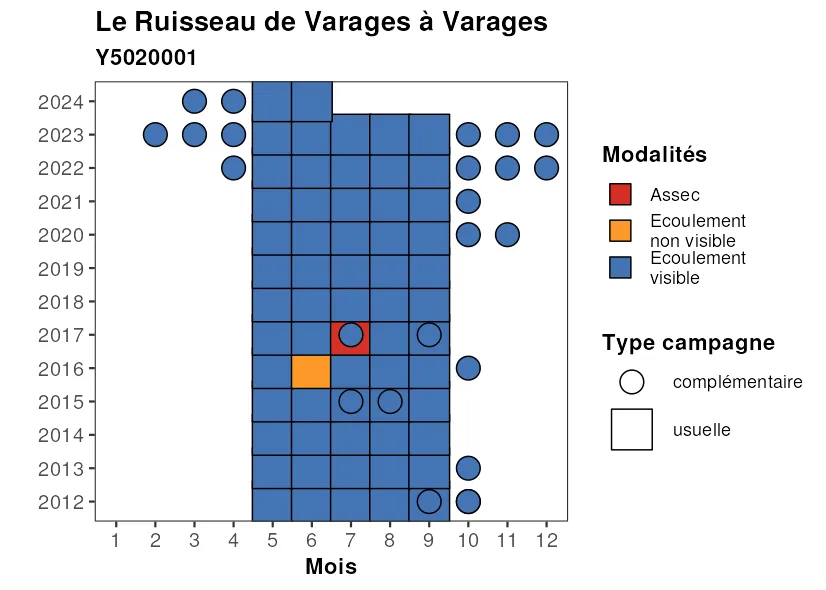 Le Ruisseau de Varages à Varages
Y5020001
2024
2023
2022
2021
2020
2019
2018
2017
2016
2015
2014
2013
2012
1 2 3 4 5 6 7 8 9 10 11 12
Mois
Modalités
Assec
Ecoulement
non visible
Ecoulement
visible
Type campagne
complémentaire
usuelle